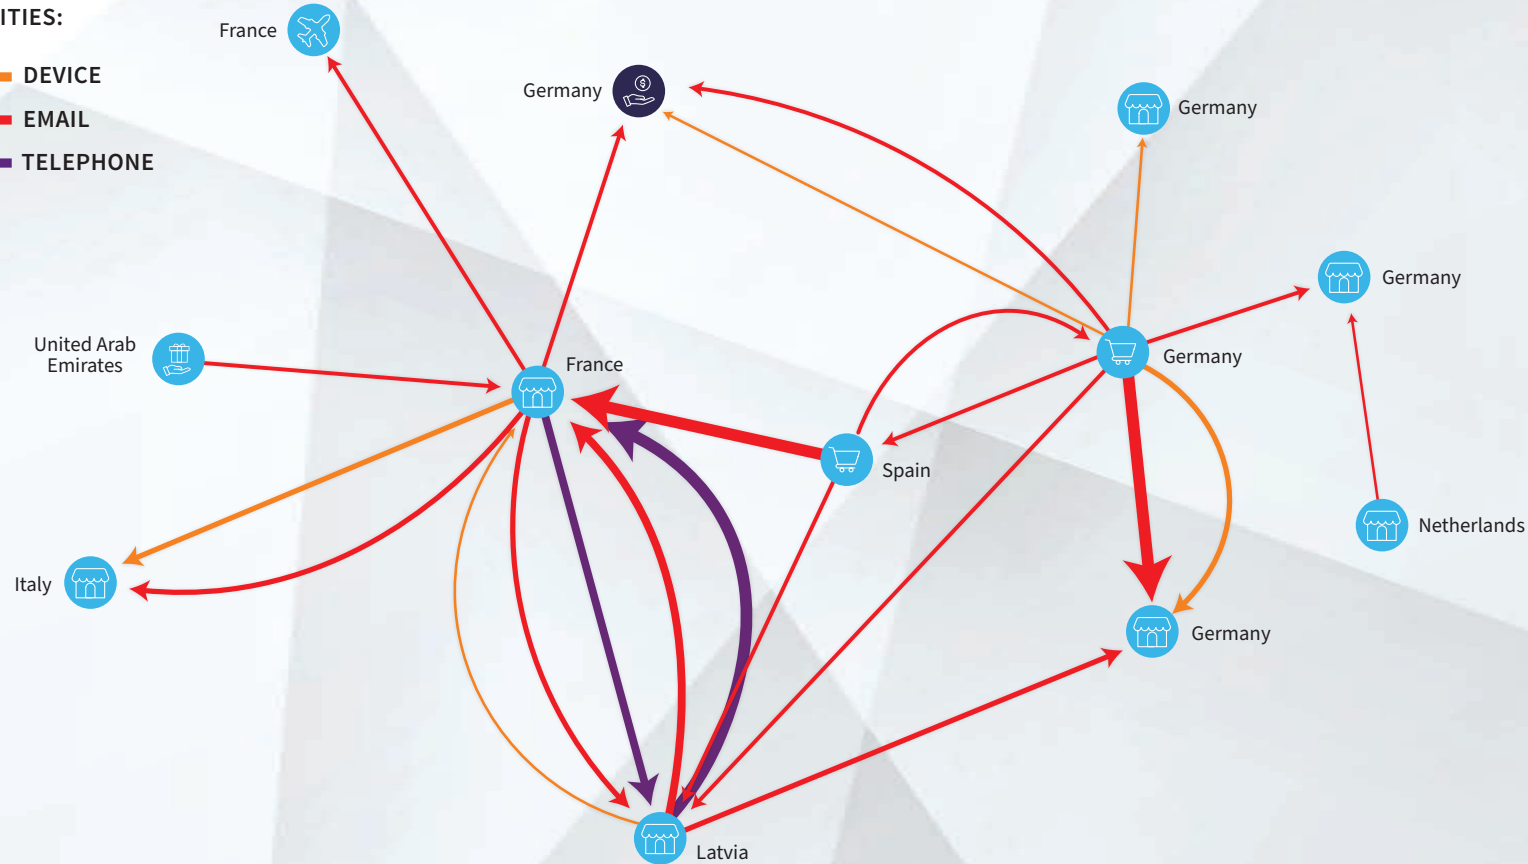 ITIES:
DEVICE
EMAIL
TELEPHONE
France
Germany
Germany
Germany
United Arab
Emirates
France
Germany
Spain
Netherlands
Italy
Germany
Latvia
$